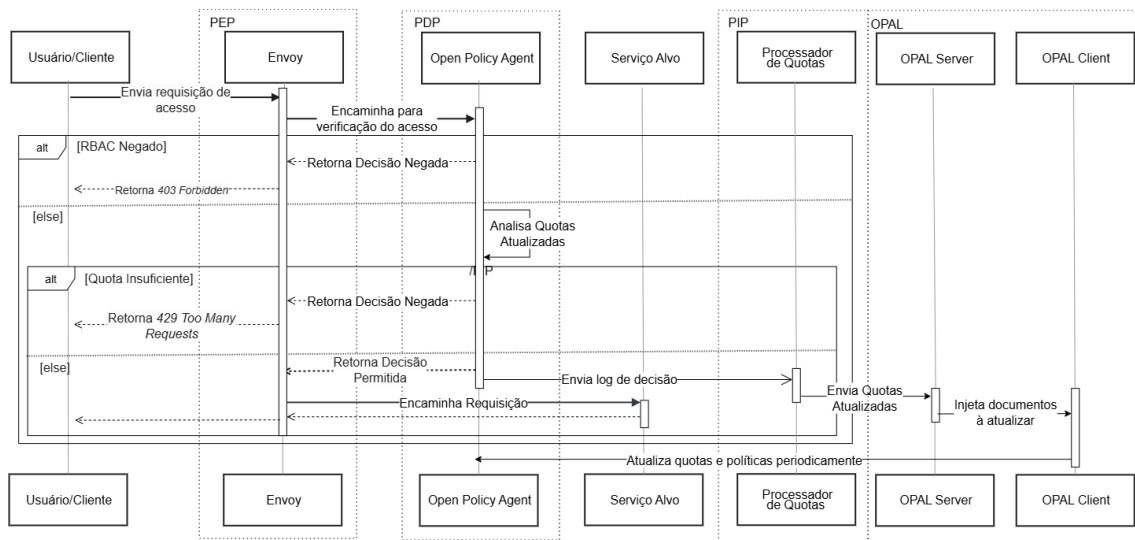 PEP
PDP
PIP
OPAL
Usuário/Cliente
Envoy
Open Policy Agent
Serviço Alvo
Processador
de Quotas
OPAL Server
OPAL Client
Envia requisição de
acesso
Encaminha para
verificação do acesso
alt
[RBAC Negado]
Retorna Decisão Negada
Retorna 403 Forbidden
[else]
Analisa Quotas
Atualizadas
alt
[Quota Insuficiente]
Retorna Decisão Negada
Retorna 429 Too Many
Requests
[else]
Retorna Decisão
Permitida
Envia log de decisão
Envia Quotas
Atualizadas
Encaminha Requisição
Injeta documentos
à atualizar
Atualiza quotas e políticas periodicamente
Usuário/Cliente
Envoy
Open Policy Agent
Serviço Alvo
Processador
de Quotas
OPAL Server
OPAL Client